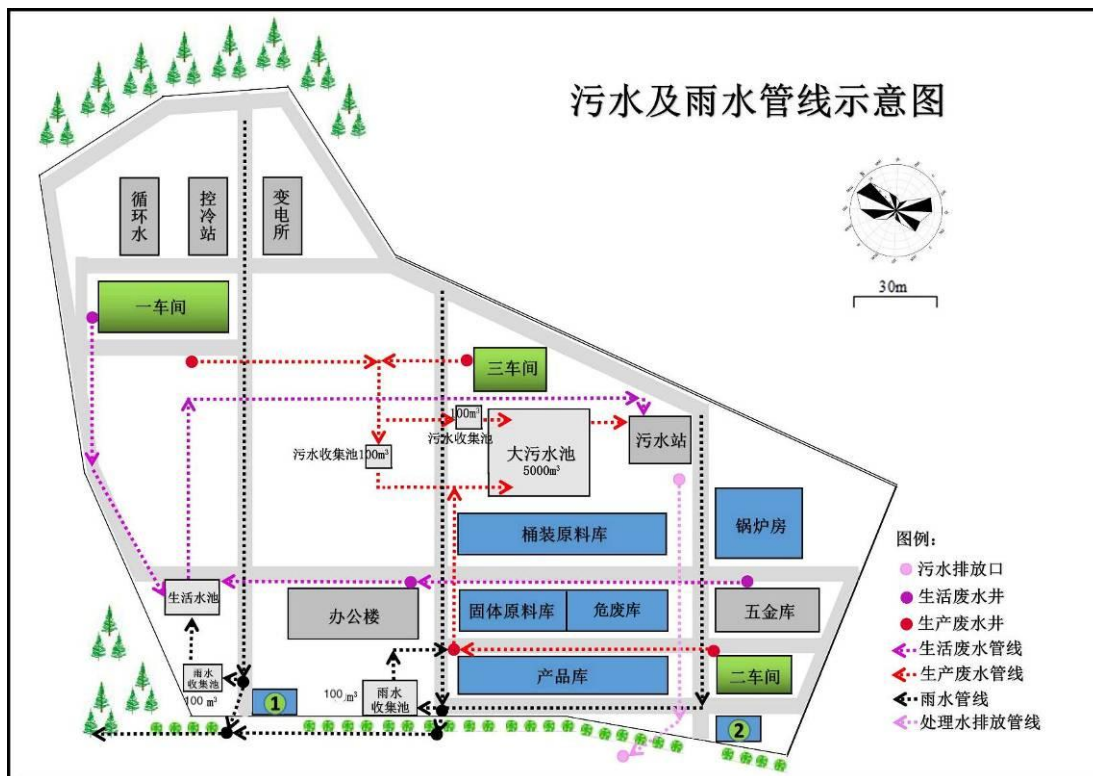 污水及雨水管线示意图
30m
循环水
控冷站
变电所
一车间
三车间
100m³
污水收集池
污水收集池100m³
大污水池
5000m³
污水站
桶装原料库
锅炉房
生活水池
办公楼
固体原料库
危废库
五金库
雨水
收集池
100 m³
①
100 m³
雨水
收集池
产品库
二车间
②
图例:
污水排放口
生活废水井
生产废水井
生活废水管线
生产废水管线
雨水管线
处理水排放管线